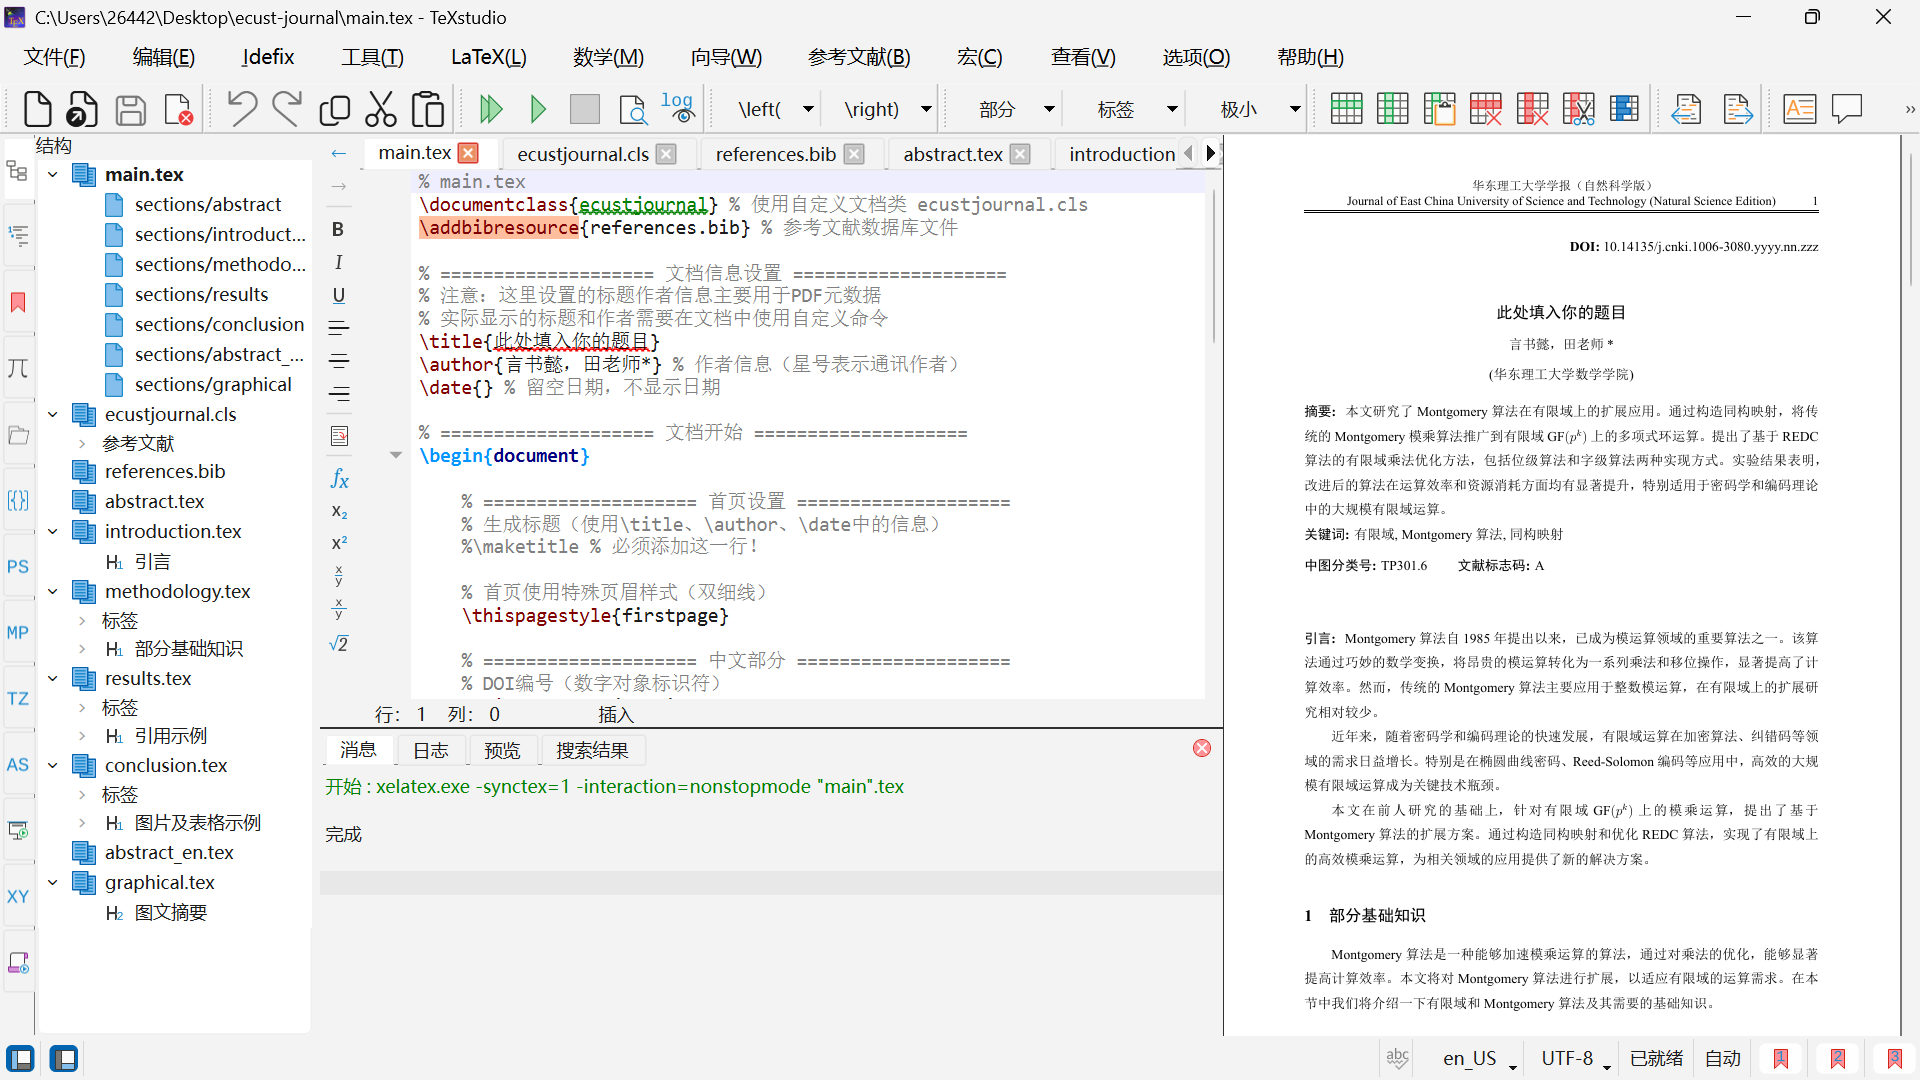 C:\Users\26442\Desktop\ecust-journal\main.tex - TeXstudio
文件(F) 编辑(E) Idefix 工具(T) LaTeX(L) 数学(M) 向导(W) 参考文献(B) 宏(C) 查看(V) 选项(O) 帮助(H)
log \left( \right) 部分 标签 极小 »
结构
main.tex
sections/abstract
sections/introduct...
sections/methodo...
sections/results
sections/conclusion
sections/abstract_...
sections/graphical
ecustjournal.cls
参考文献
references.bib
abstract.tex
introduction.tex
H1 引言
methodology.tex
标签
H1 部分基础知识
results.tex
标签
H1 引用示例
conclusion.tex
标签
H1 图片及表格示例
abstract_en.tex
graphical.tex
H2 图文摘要
π
{()}
PS
MP
TZ
AS
XY
main.tex ecustjournal.cls references.bib abstract.tex introduction
B
I
U
fx
x₂
x²
x/y
x/y
√2
% main.tex
\documentclass{ecustjournal} % 使用自定义文档类 ecustjournal.cls
\addbibresource{references.bib} % 参考文献数据库文件
% ==================== 文档信息设置 ====================
% 注意: 这里设置的标题作者信息主要用于PDF元数据
% 实际显示的标题和作者需要在文档中使用自定义命令
\title{此处填入你的题目}
\author{言书懿，田老师*} % 作者信息（星号表示通讯作者）
\date{} % 留空日期，不显示日期
% ==================== 文档开始 ====================
\begin{document}
% ==================== 首页设置 ====================
% 生成标题（使用\title、\author、\date中的信息）
%\maketitle % 必须添加这一行!
% 首页使用特殊页眉样式（双细线）
\thispagestyle{firstpage}
% ==================== 中文部分 ====================
% DOI编号（数字对象标识符）
行: 1 列: 0 插入
消息 日志 预览 搜索结果
开始 : xelatex.exe -synctex=1 -interaction=nonstopmode "main".tex
完成
华东理工大学学报（自然科学版）
Journal of East China University of Science and Technology (Natural Science Edition) 1
DOI: 10.14135/j.cnki.1006-3080.yyyy.nn.zzz
此处填入你的题目
言书懿，田老师 *
(华东理工大学数学学院)
摘要：本文研究了 Montgomery 算法在有限域上的扩展应用。通过构造同构映射，将传
统的 Montgomery 模乘算法推广到有限域 GF(pᵏ) 上的多项式环运算。提出了基于 REDC
算法的有限域乘法优化方法，包括位级算法和字级算法两种实现方式。实验结果表明，
改进后的算法在运算效率和资源消耗方面均有显著提升，特别适用于密码学和编码理论
中的大规模有限域运算。
关键词: 有限域, Montgomery 算法, 同构映射
中图分类号: TP301.6 文献标志码: A
引言：Montgomery 算法自 1985 年提出以来，已成为模运算领域的重要算法之一。该算
法通过巧妙的数学变换，将昂贵的模运算转化为一系列乘法和移位操作，显著提高了计
算效率。然而，传统的 Montgomery 算法主要应用于整数模运算，在有限域上的扩展研
究相对较少。
近年来，随着密码学和编码理论的快速发展，有限域运算在加密算法、纠错码等领
域的需求日益增长。特别是在椭圆曲线密码、Reed-Solomon 编码等应用中，高效的大规
模有限域运算成为关键技术瓶颈。
本文在前人研究的基础上，针对有限域 GF(pᵏ) 上的模乘运算，提出了基于
Montgomery 算法的扩展方案。通过构造同构映射和优化 REDC 算法，实现了有限域上
的高效模乘运算，为相关领域的应用提供了新的解决方案。
1 部分基础知识
Montgomery 算法是一种能够加速模乘运算的算法，通过对乘法的优化，能够显著
提高计算效率。本文将对 Montgomery 算法进行扩展，以适应有限域的运算需求。在本
节中我们将介绍一下有限域和 Montgomery 算法及其需要的基础知识。
abc en_US UTF-8 已就绪 自动 1 2 3